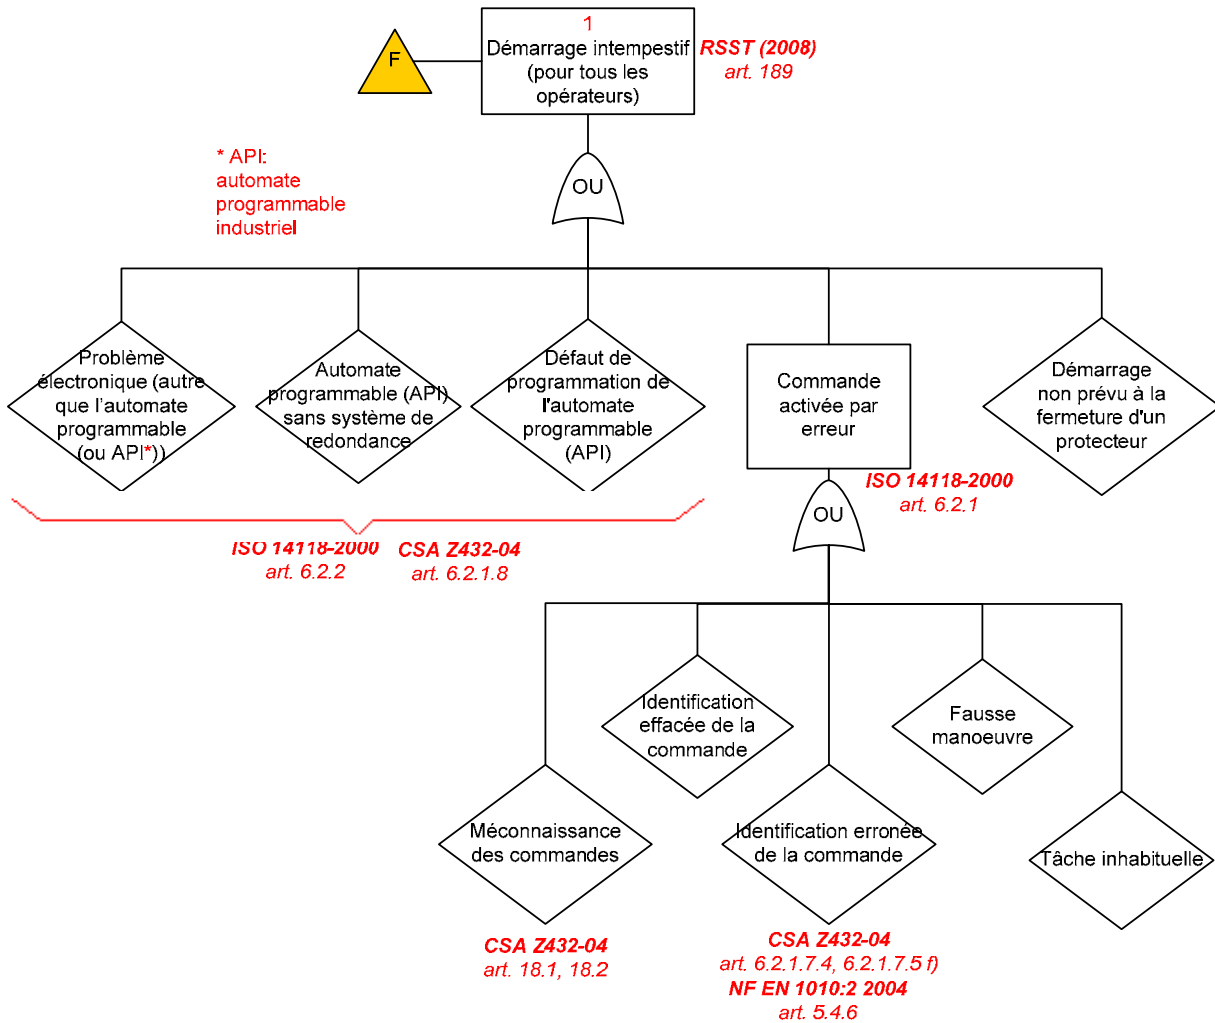 1
Démarrage intempestif
(pour tous les
opérateurs)
F
RSST (2008)
art. 189
* API:
automate
programmable
industriel
OU
Problème
électronique (autre
que l'automate
programmable
(ou API*))
Automate
programmable (API)
sans système de
redondance
Défaut de
programmation de
l'automate
programmable
(API)
Commande
activée par
erreur
Démarrage
non prévu à la
fermeture d'un
protecteur
ISO 14118-2000
art. 6.2.1
OU
ISO 14118-2000
art. 6.2.2
CSA Z432-04
art. 6.2.1.8
Identification
effacée de la
commande
Fausse
manoeuvre
Méconnaissance
des commandes
Identification erronée
de la commande
Tâche inhabituelle
CSA Z432-04
art. 18.1, 18.2
CSA Z432-04
art. 6.2.1.7.4, 6.2.1.7.5 f)
NF EN 1010:2 2004
art. 5.4.6